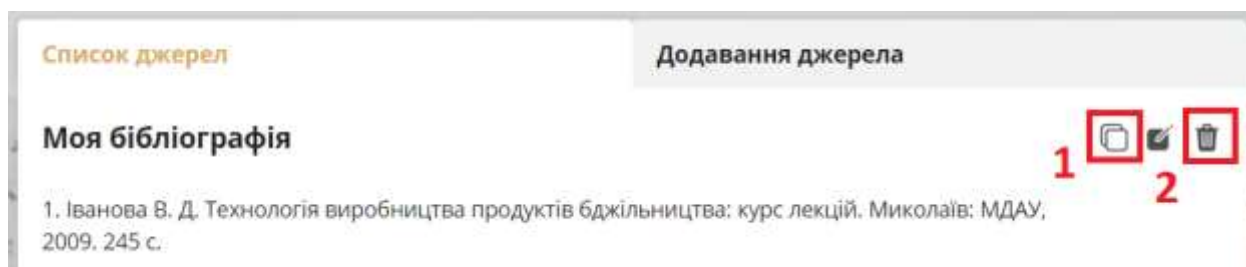 Список джерел
Додавання джерела
Моя бібліографія
1
2
1. Іванова В. Д. Технологія виробництва продуктів бджільництва: курс лекцій. Миколаїв: МДАУ,
2009. 245 с.